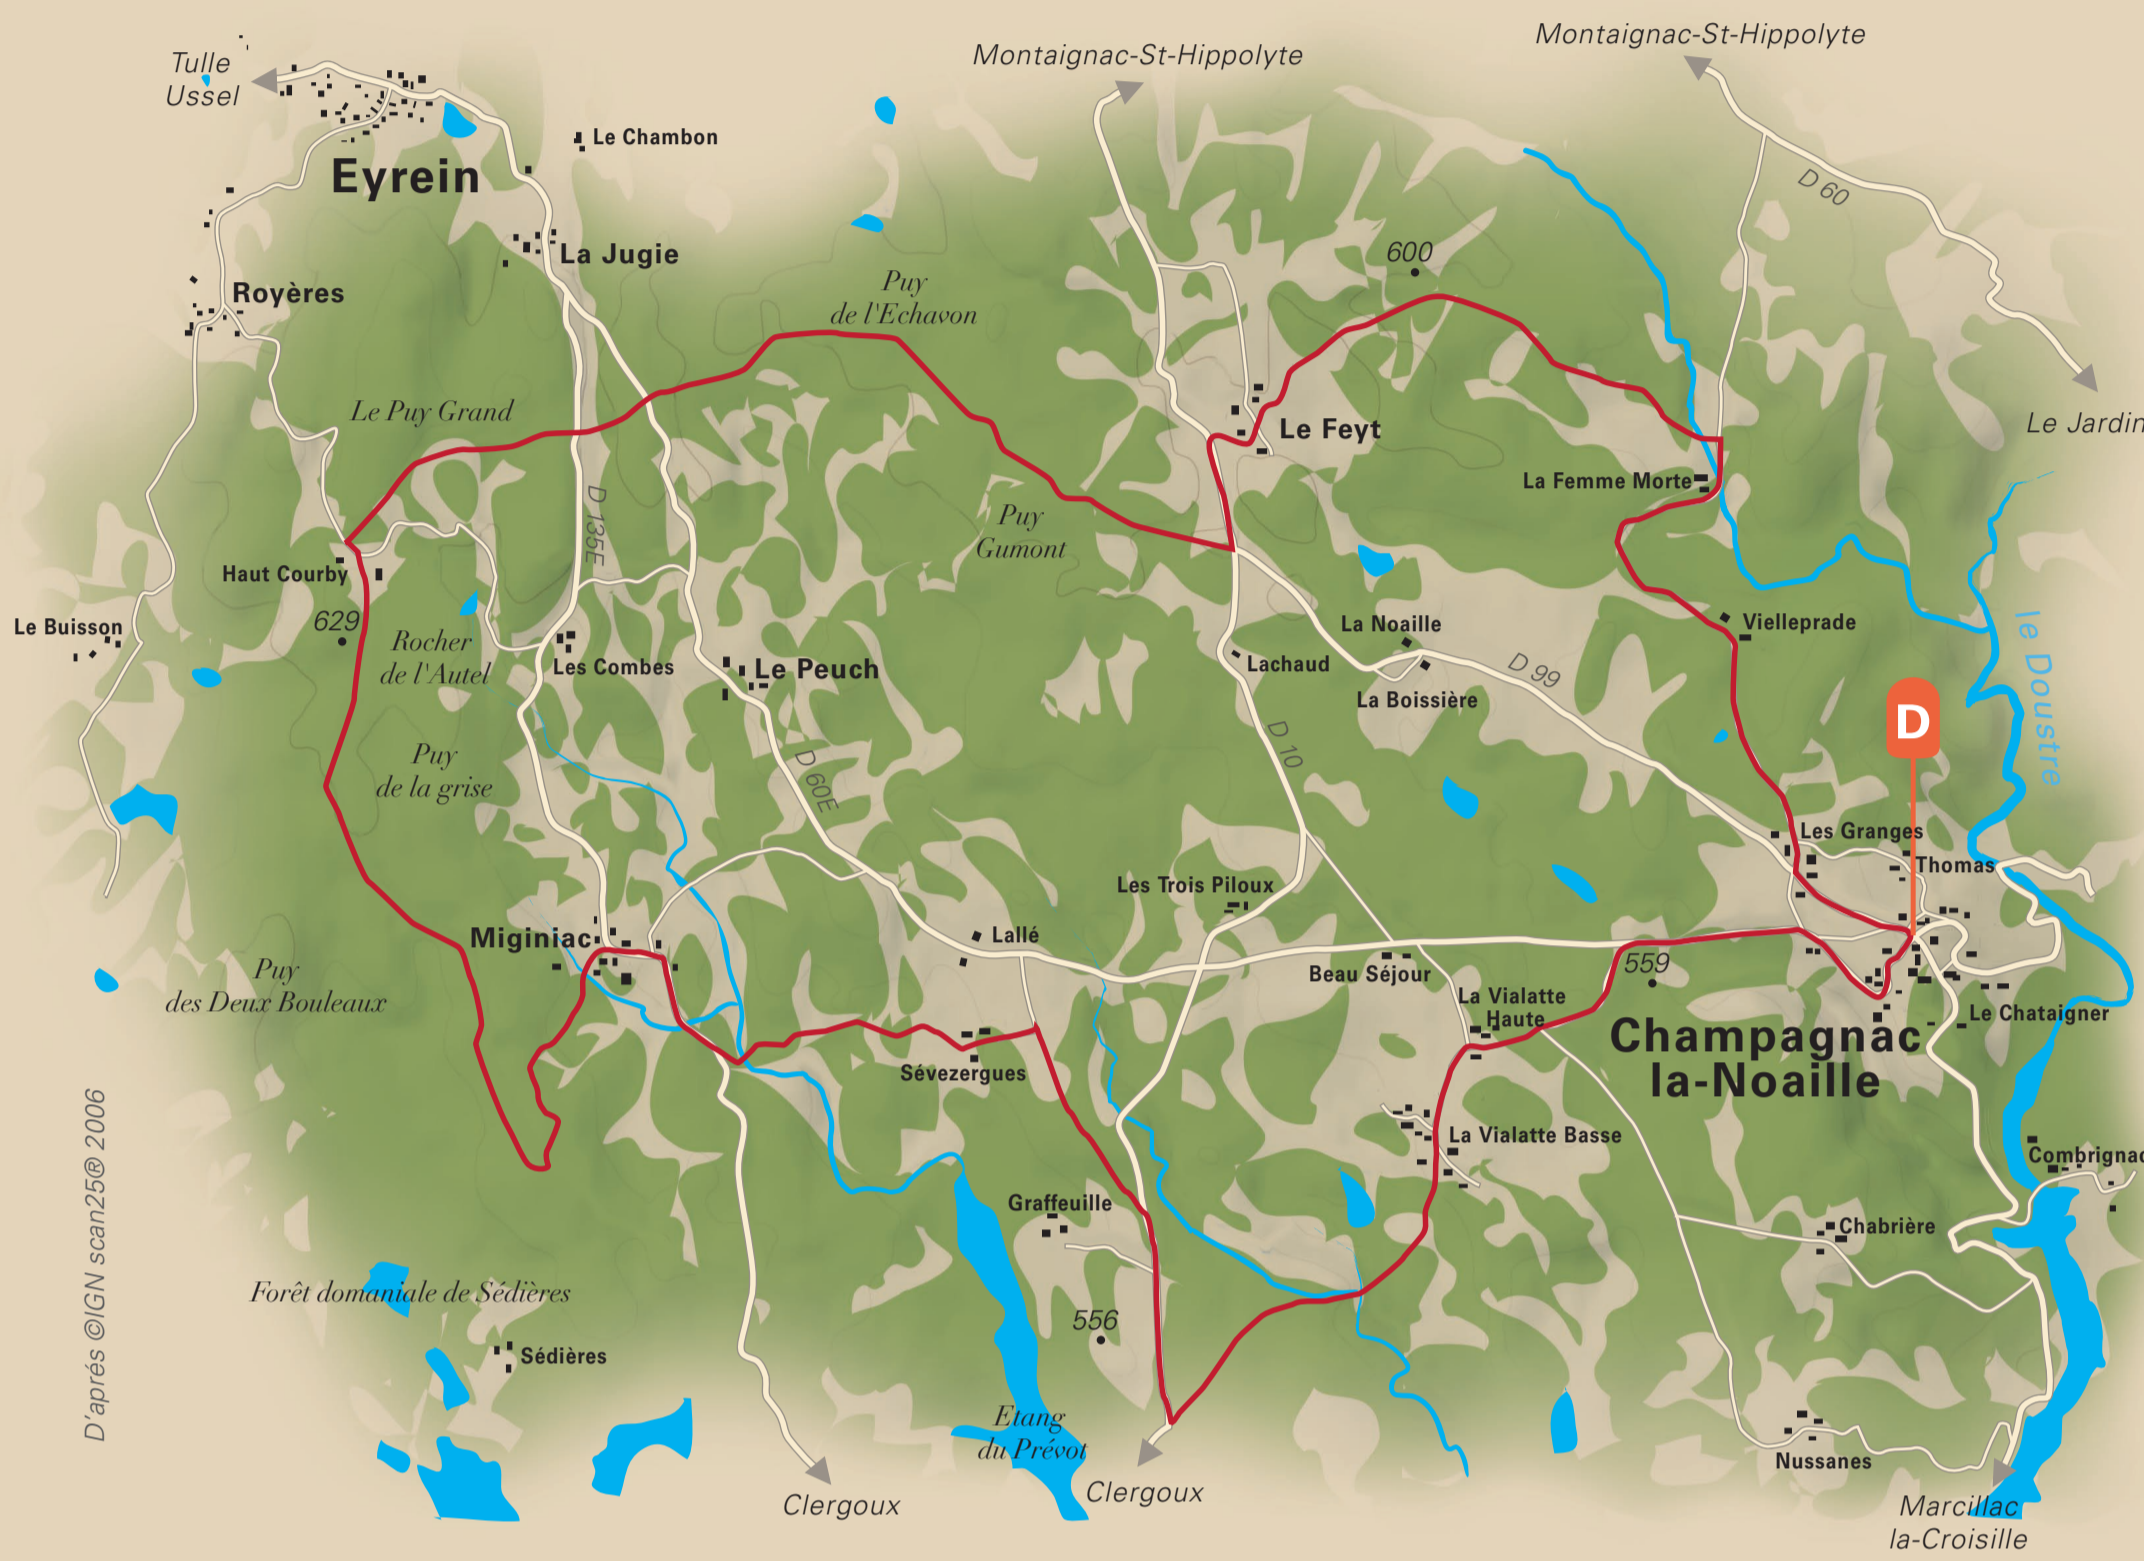 Montaignac-St-Hippolyte
Montaignac-St-Hippolyte
Tulle
Ussel
Le Chambon
Eyrein
D 60
La Jugie
600
Royères
Puy
de l'Echavon
Le Puy Grand
Le Feyt
Le Jardin
La Femme Morte
D 135E
Puy
Gumont
Haut Courby
629
Le Buisson
Rocher
de l'Autel
Les Combes
Le Peuch
La Noaille
Lachaud
La Boissière
D 99
Vielleprade
le Doustre
D
D 10
Puy
de la grise
D 60E
Les Granges
Thomas
Les Trois Piloux
Miginiac
Lallé
Beau Séjour
559
Puy
des Deux Bouleaux
La Vialatte
Haute
Le Chataigner
Champagnac
la-Noaille
Sévezergues
La Vialatte Basse
Combrignac
Graffeuille
Chabrière
Forêt domaniale de Sédières
556
Sédières
Etang
du Prévot
Nussanes
Clergoux
Clergoux
Marcillac
la-Croisille
D'aprés ©IGN scan25® 2006